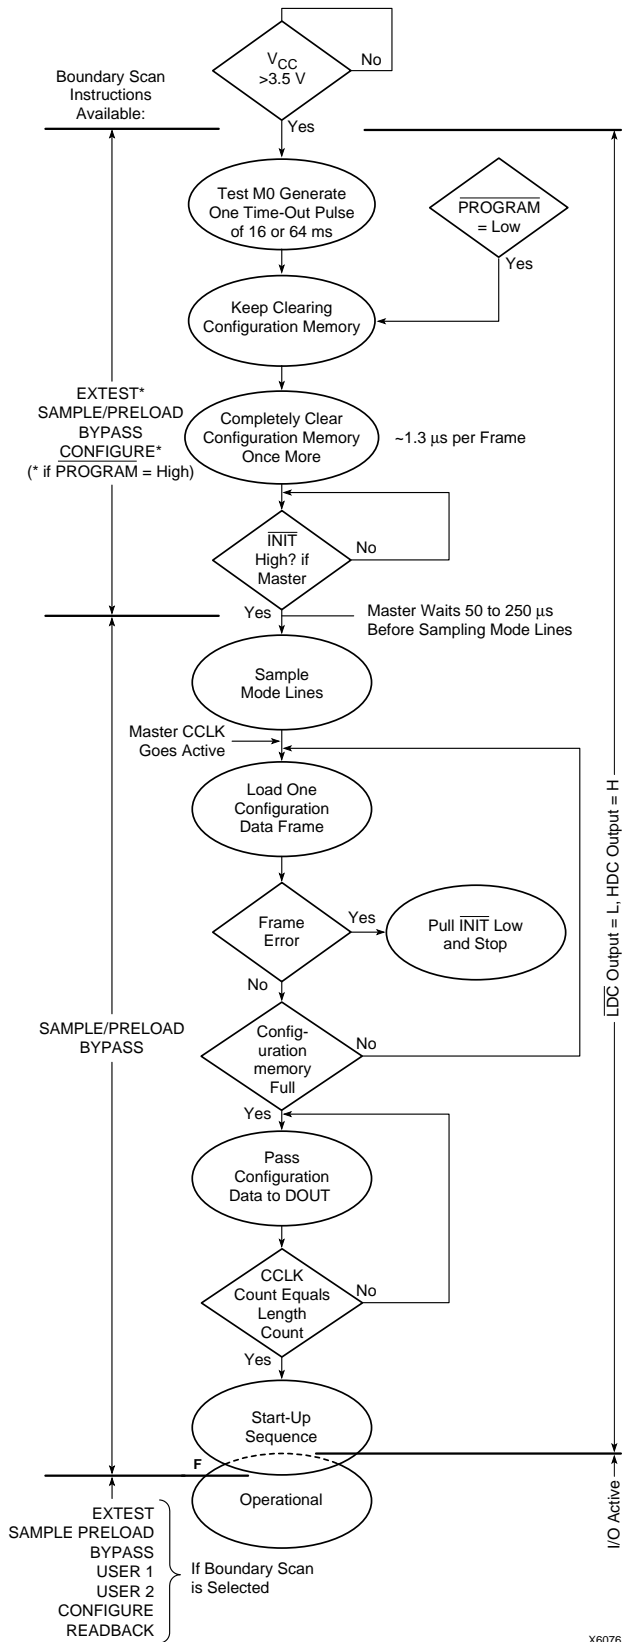 V_CC
>3.5 V
No
Boundary Scan
Instructions
Available:
Yes
Test M0 Generate
One Time-Out Pulse
of 16 or 64 ms
PROGRAM
= Low
Yes
Keep Clearing
Configuration Memory
EXTEST*
SAMPLE/PRELOAD
BYPASS
CONFIGURE*
(* if PROGRAM = High)
Completely Clear
Configuration Memory
Once More
~1.3 µs per Frame
INIT
High? if
Master
No
Yes
Master Waits 50 to 250 µs
Before Sampling Mode Lines
Sample
Mode Lines
Master CCLK
Goes Active
Load One
Configuration
Data Frame
LDC Output = L, HDC Output = H
Frame
Error
Yes
Pull INIT Low
and Stop
No
SAMPLE/PRELOAD
BYPASS
Config-
uration
memory
Full
No
Yes
Pass
Configuration
Data to DOUT
CCLK
Count Equals
Length
Count
No
Yes
Start-Up
Sequence
F
Operational
I/O Active
EXTEST
SAMPLE PRELOAD
BYPASS
USER 1
USER 2
CONFIGURE
READBACK
If Boundary Scan
is Selected
X6076